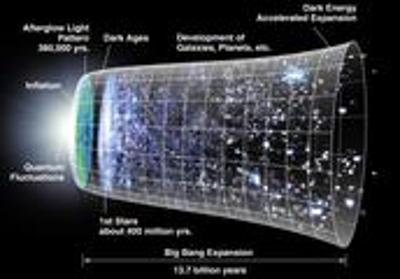 Dark Energy
Accelerated Expansion
Afterglow Light
Pattern
380,000 yrs.
Dark Ages
Development of
Galaxies, Planets, etc.
Inflation
Quantum
Fluctuations
1st Stars
about 400 million yrs.
Big Bang Expansion
13.7 billion years